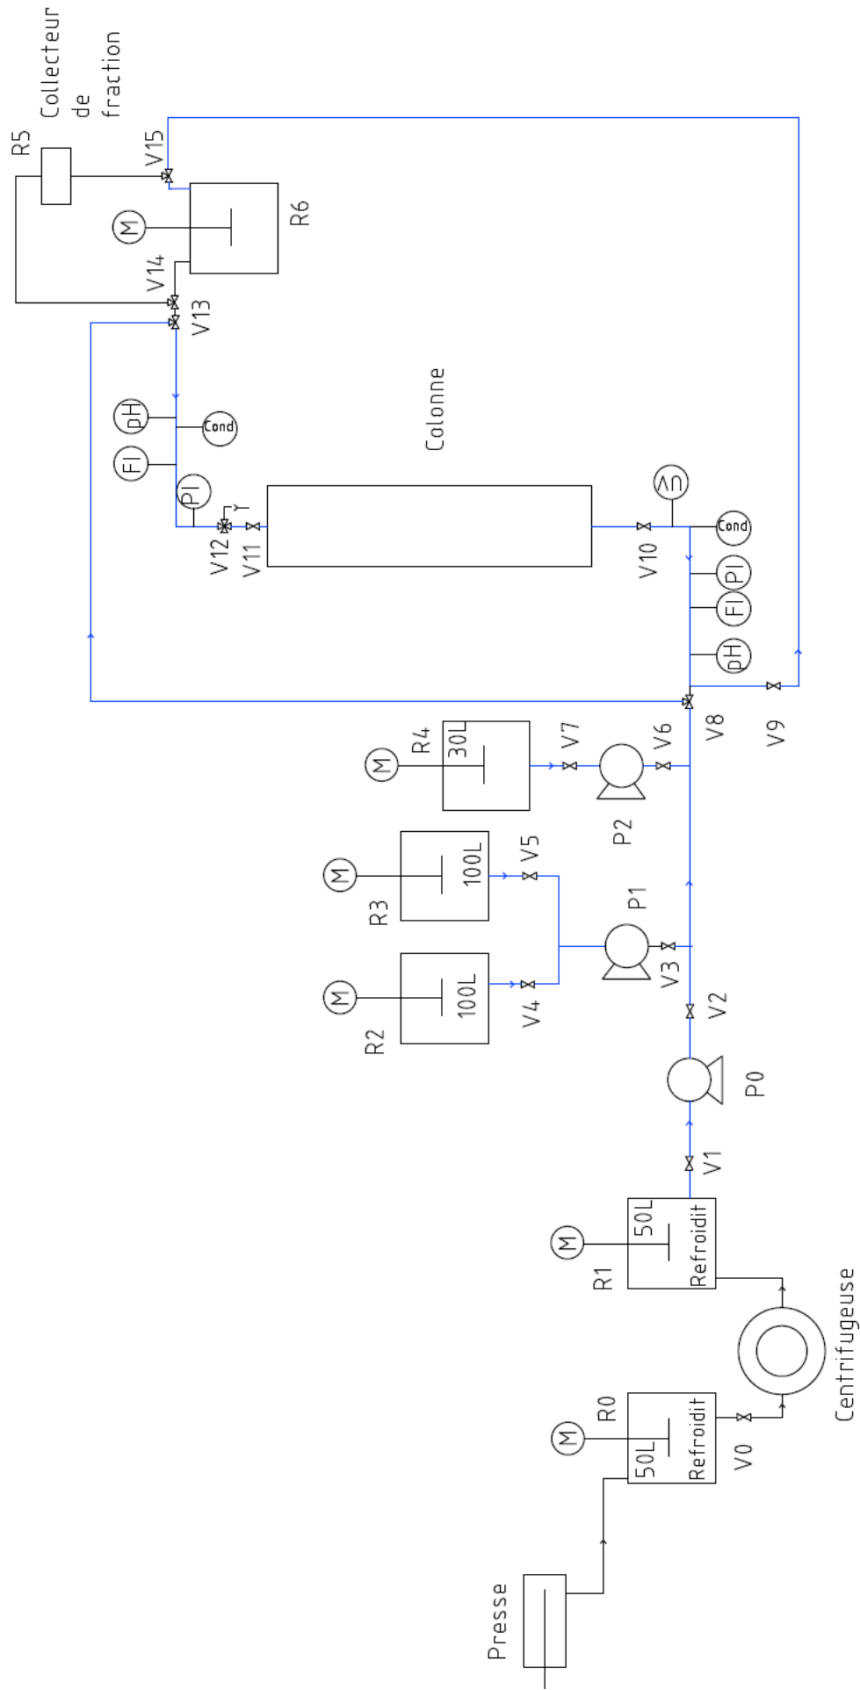 R5
Collecteur
de
fraction
M
pH
FI
V15
V14
PI
V13
Cond
V12
V11
R6
M
M
M
R2
R3
R4
Colonne
100L
100L
30L
V4
V5
V7
M
M
R0
R1
P2
P1
50L
50L
V3
V6
UV
V10
Presse
Refroidit
Refroidit
V1
V2
V8
pH
FI
PI
Cond
V0
P0
V9
Centrifugeuse